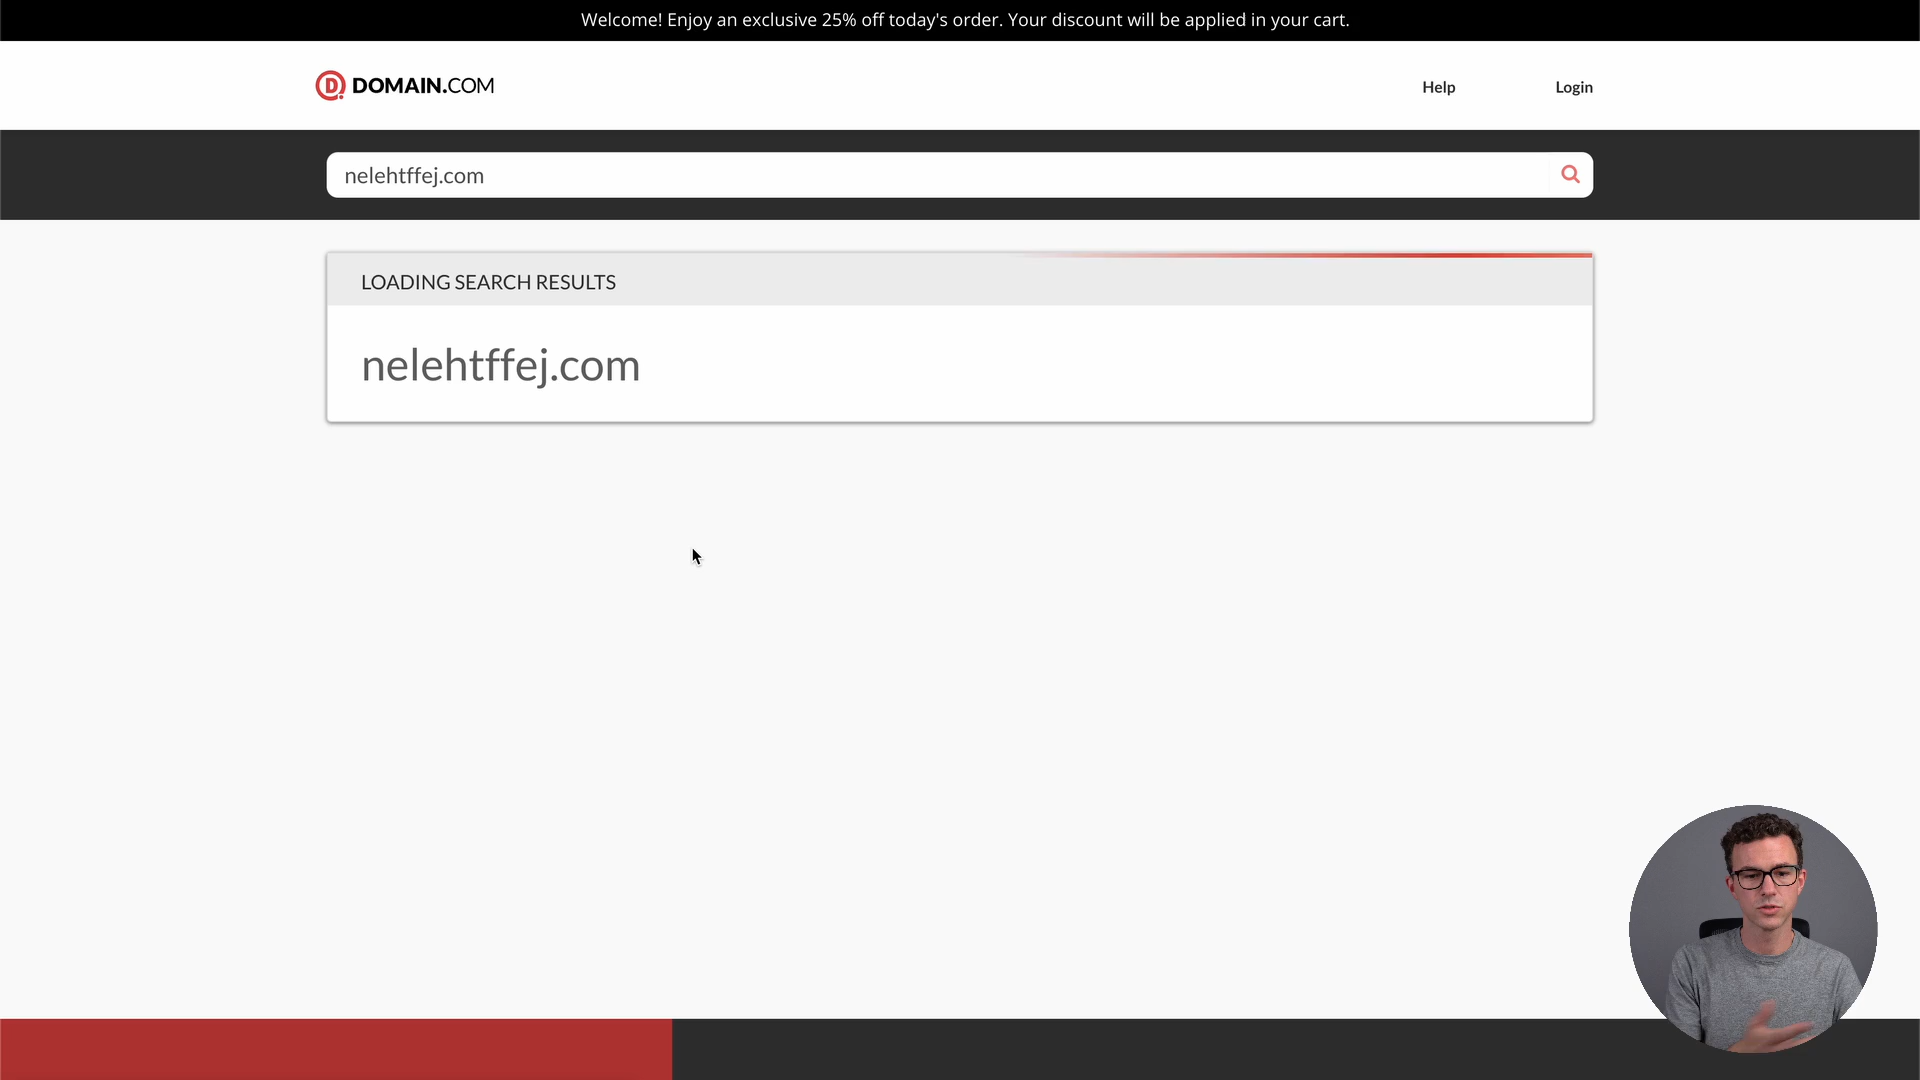 Welcome! Enjoy an exclusive 25% off today's order. Your discount will be applied in your cart.
DOMAIN.COM
Help
Login
nelehtffej.com
LOADING SEARCH RESULTS
nelehtffej.com